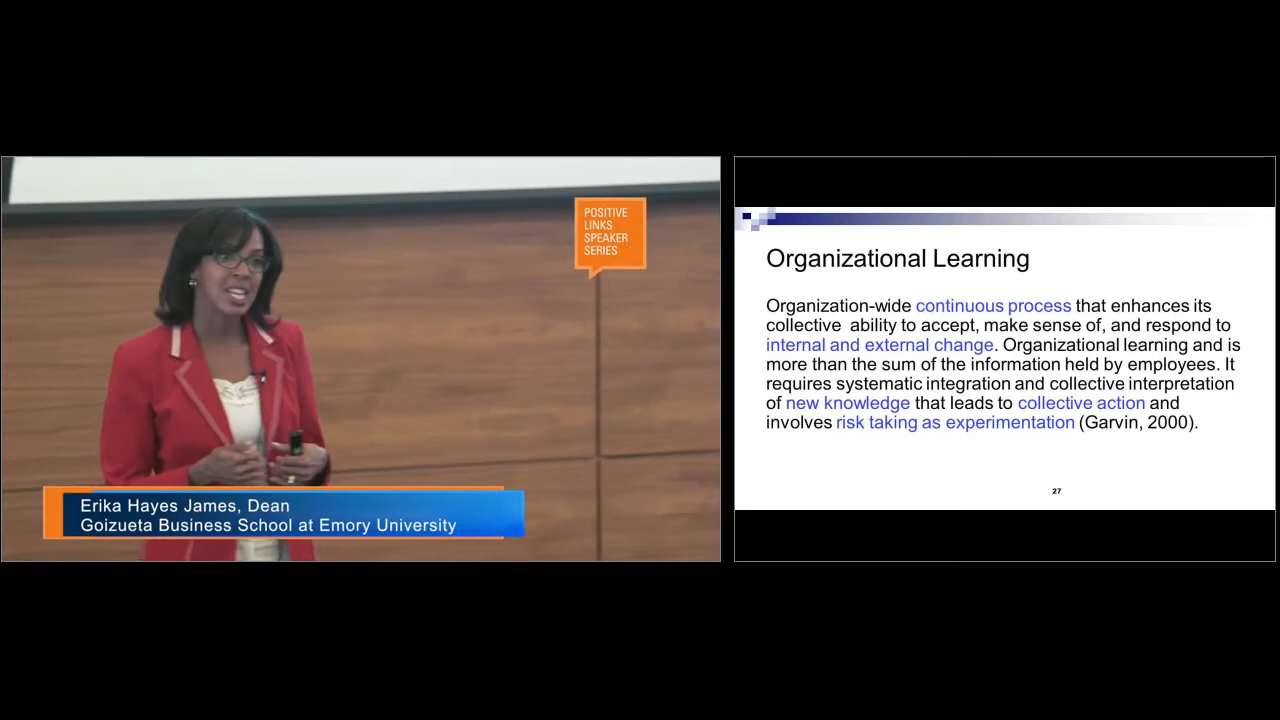 POSITIVE
LINKS
SPEAKER
SERIES
Erika Hayes James, Dean
Goizueta Business School at Emory University
Organizational Learning
Organization-wide continuous process that enhances its
collective ability to accept, make sense of, and respond to
internal and external change. Organizational learning and is
more than the sum of the information held by employees. It
requires systematic integration and collective interpretation
of new knowledge that leads to collective action and
involves risk taking as experimentation (Garvin, 2000).
27